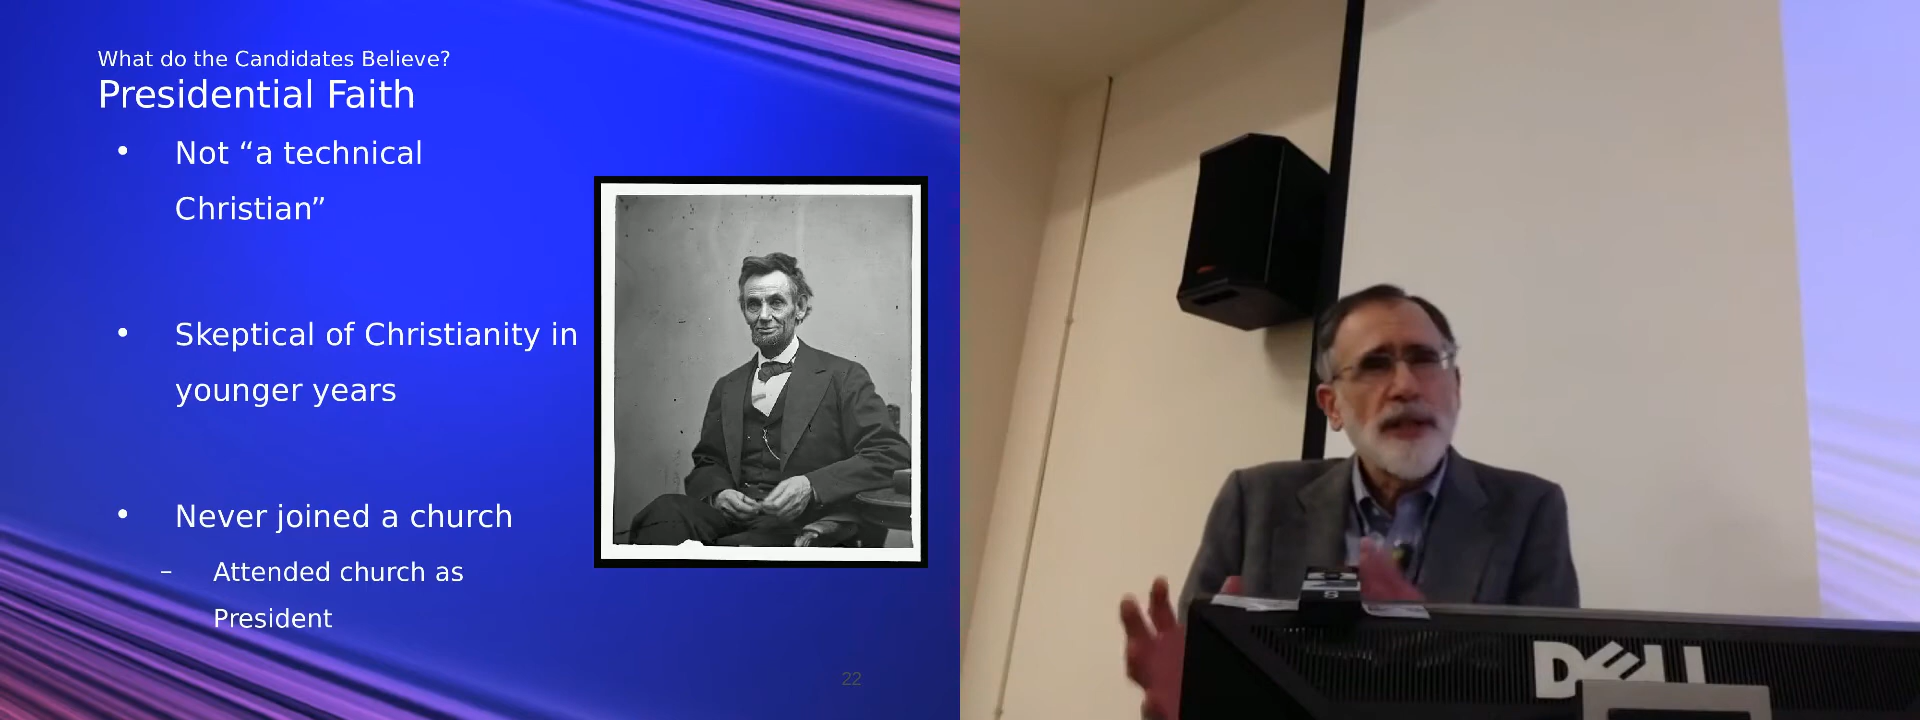 What do the Candidates Believe?
Presidential Faith
• Not “a technical
Christian”
• Skeptical of Christianity in
younger years
• Never joined a church
– Attended church as
President
22
DELL